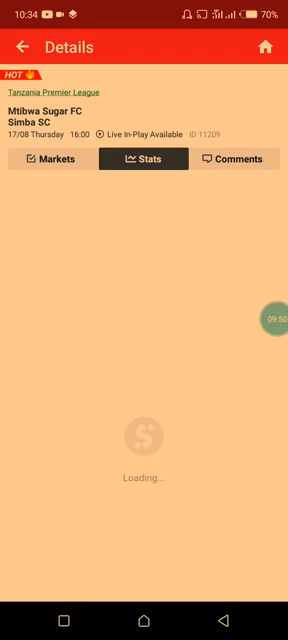 10:34
70%
Details
HOT
Tanzania Premier League
Mtibwa Sugar FC
Simba SC
17/08 Thursday 16:00 Live In-Play Available ID 11209
Markets Stats Comments
09:50
Loading...